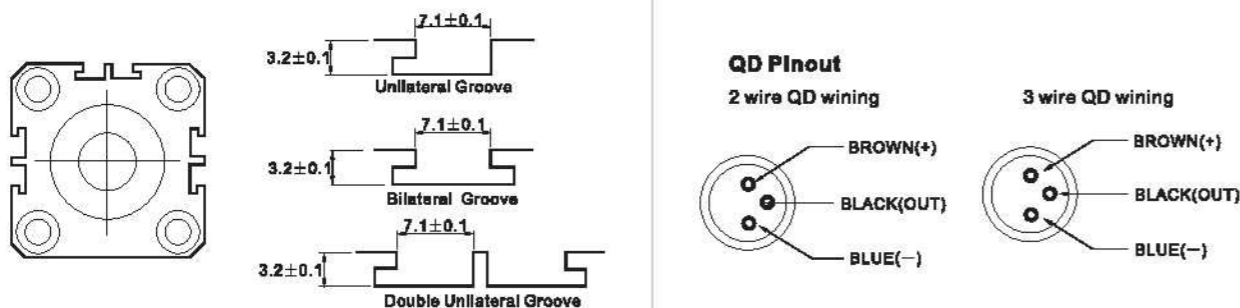 7.1±0.1
3.2±0.1
Unilateral Groove
7.1±0.1
3.2±0.1
Bilateral Groove
7.1±0.1
3.2±0.1
Double Unilateral Groove
QD Pinout
2 wire QD wining
BROWN(+)
BLACK(OUT)
BLUE(—)
3 wire QD wining
BROWN(+)
BLACK(OUT)
BLUE(—)